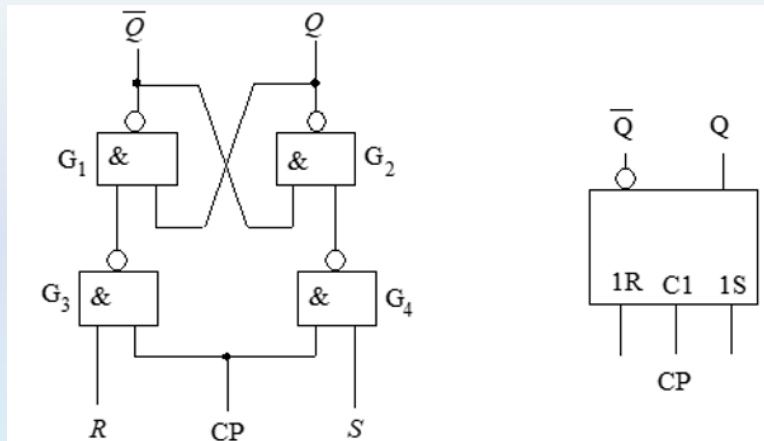 Q̅ Q
G₁ & & G₂
G₃ & & G₄
R CP S
Q̅ Q
1R C1 1S
CP